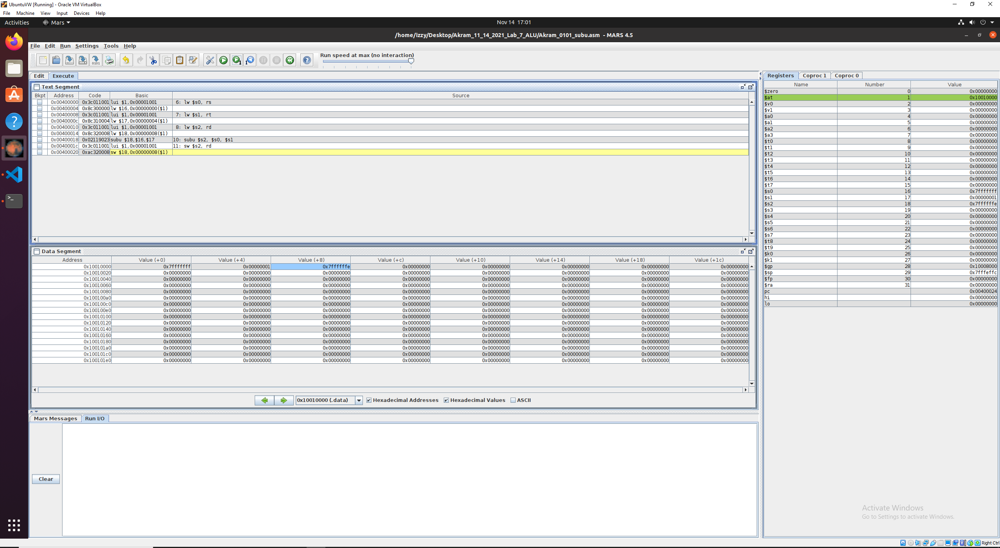 UbuntuVW [Running] - Oracle VM VirtualBox
File Machine View Input Devices Help
Activities Mars Nov 14 17:01
/home/izzy/Desktop/Akram_11_14_2021_Lab_7_ALU/Akram_0101_subu.asm - MARS 4.5
File Edit Run Settings Tools Help
Run speed at max (no interaction)
Edit Execute
Text Segment
Bkpt Address Code Basic Source
0x00400000 0x3c011001 lui $1,0x00001001 6: lw $s0, rs
0x00400004 0x8c300000 lw $16,0x00000000($1)
0x00400008 0x3c011001 lui $1,0x00001001 7: lw $s1, rt
0x0040000c 0x8c310004 lw $17,0x00000004($1)
0x00400010 0x3c011001 lui $1,0x00001001 8: lw $s2, rd
0x00400014 0x8c320008 lw $18,0x00000008($1)
0x00400018 0x02119023 subu $18,$16,$17 10: subu $s2, $s0, $s1
0x0040001c 0x3c011001 lui $1,0x00001001 11: sw $s2, rd
0x00400020 0xac320008 sw $18,0x00000008($1)
Data Segment
Address Value (+0) Value (+4) Value (+8) Value (+c) Value (+10) Value (+14) Value (+18) Value (+1c)
0x10010000 0x7fffffff 0x00000001 0x7ffffffe 0x00000000 0x00000000 0x00000000 0x00000000 0x00000000
0x10010020 0x00000000 0x00000000 0x00000000 0x00000000 0x00000000 0x00000000 0x00000000 0x00000000
0x10010040 0x00000000 0x00000000 0x00000000 0x00000000 0x00000000 0x00000000 0x00000000 0x00000000
0x10010060 0x00000000 0x00000000 0x00000000 0x00000000 0x00000000 0x00000000 0x00000000 0x00000000
0x10010080 0x00000000 0x00000000 0x00000000 0x00000000 0x00000000 0x00000000 0x00000000 0x00000000
0x100100a0 0x00000000 0x00000000 0x00000000 0x00000000 0x00000000 0x00000000 0x00000000 0x00000000
0x100100c0 0x00000000 0x00000000 0x00000000 0x00000000 0x00000000 0x00000000 0x00000000 0x00000000
0x100100e0 0x00000000 0x00000000 0x00000000 0x00000000 0x00000000 0x00000000 0x00000000 0x00000000
0x10010100 0x00000000 0x00000000 0x00000000 0x00000000 0x00000000 0x00000000 0x00000000 0x00000000
0x10010120 0x00000000 0x00000000 0x00000000 0x00000000 0x00000000 0x00000000 0x00000000 0x00000000
0x10010140 0x00000000 0x00000000 0x00000000 0x00000000 0x00000000 0x00000000 0x00000000 0x00000000
0x10010160 0x00000000 0x00000000 0x00000000 0x00000000 0x00000000 0x00000000 0x00000000 0x00000000
0x10010180 0x00000000 0x00000000 0x00000000 0x00000000 0x00000000 0x00000000 0x00000000 0x00000000
0x100101a0 0x00000000 0x00000000 0x00000000 0x00000000 0x00000000 0x00000000 0x00000000 0x00000000
0x100101c0 0x00000000 0x00000000 0x00000000 0x00000000 0x00000000 0x00000000 0x00000000 0x00000000
0x100101e0 0x00000000 0x00000000 0x00000000 0x00000000 0x00000000 0x00000000 0x00000000 0x00000000
0x10010000 (.data) Hexadecimal Addresses Hexadecimal Values ASCII
Mars Messages Run I/O
Clear
Registers Coproc 1 Coproc 0
Name Number Value
$zero 0 0x00000000
$at 1 0x10010000
$v0 2 0x00000000
$v1 3 0x00000000
$a0 4 0x00000000
$a1 5 0x00000000
$a2 6 0x00000000
$a3 7 0x00000000
$t0 8 0x00000000
$t1 9 0x00000000
$t2 10 0x00000000
$t3 11 0x00000000
$t4 12 0x00000000
$t5 13 0x00000000
$t6 14 0x00000000
$t7 15 0x00000000
$s0 16 0x7fffffff
$s1 17 0x00000001
$s2 18 0x7ffffffe
$s3 19 0x00000000
$s4 20 0x00000000
$s5 21 0x00000000
$s6 22 0x00000000
$s7 23 0x00000000
$t8 24 0x00000000
$t9 25 0x00000000
$k0 26 0x00000000
$k1 27 0x00000000
$gp 28 0x10008000
$sp 29 0x7fffeffc
$fp 30 0x00000000
$ra 31 0x00000000
pc 0x00400024
hi 0x00000000
lo 0x00000000
Activate Windows
Go to Settings to activate Windows.
Right Ctrl